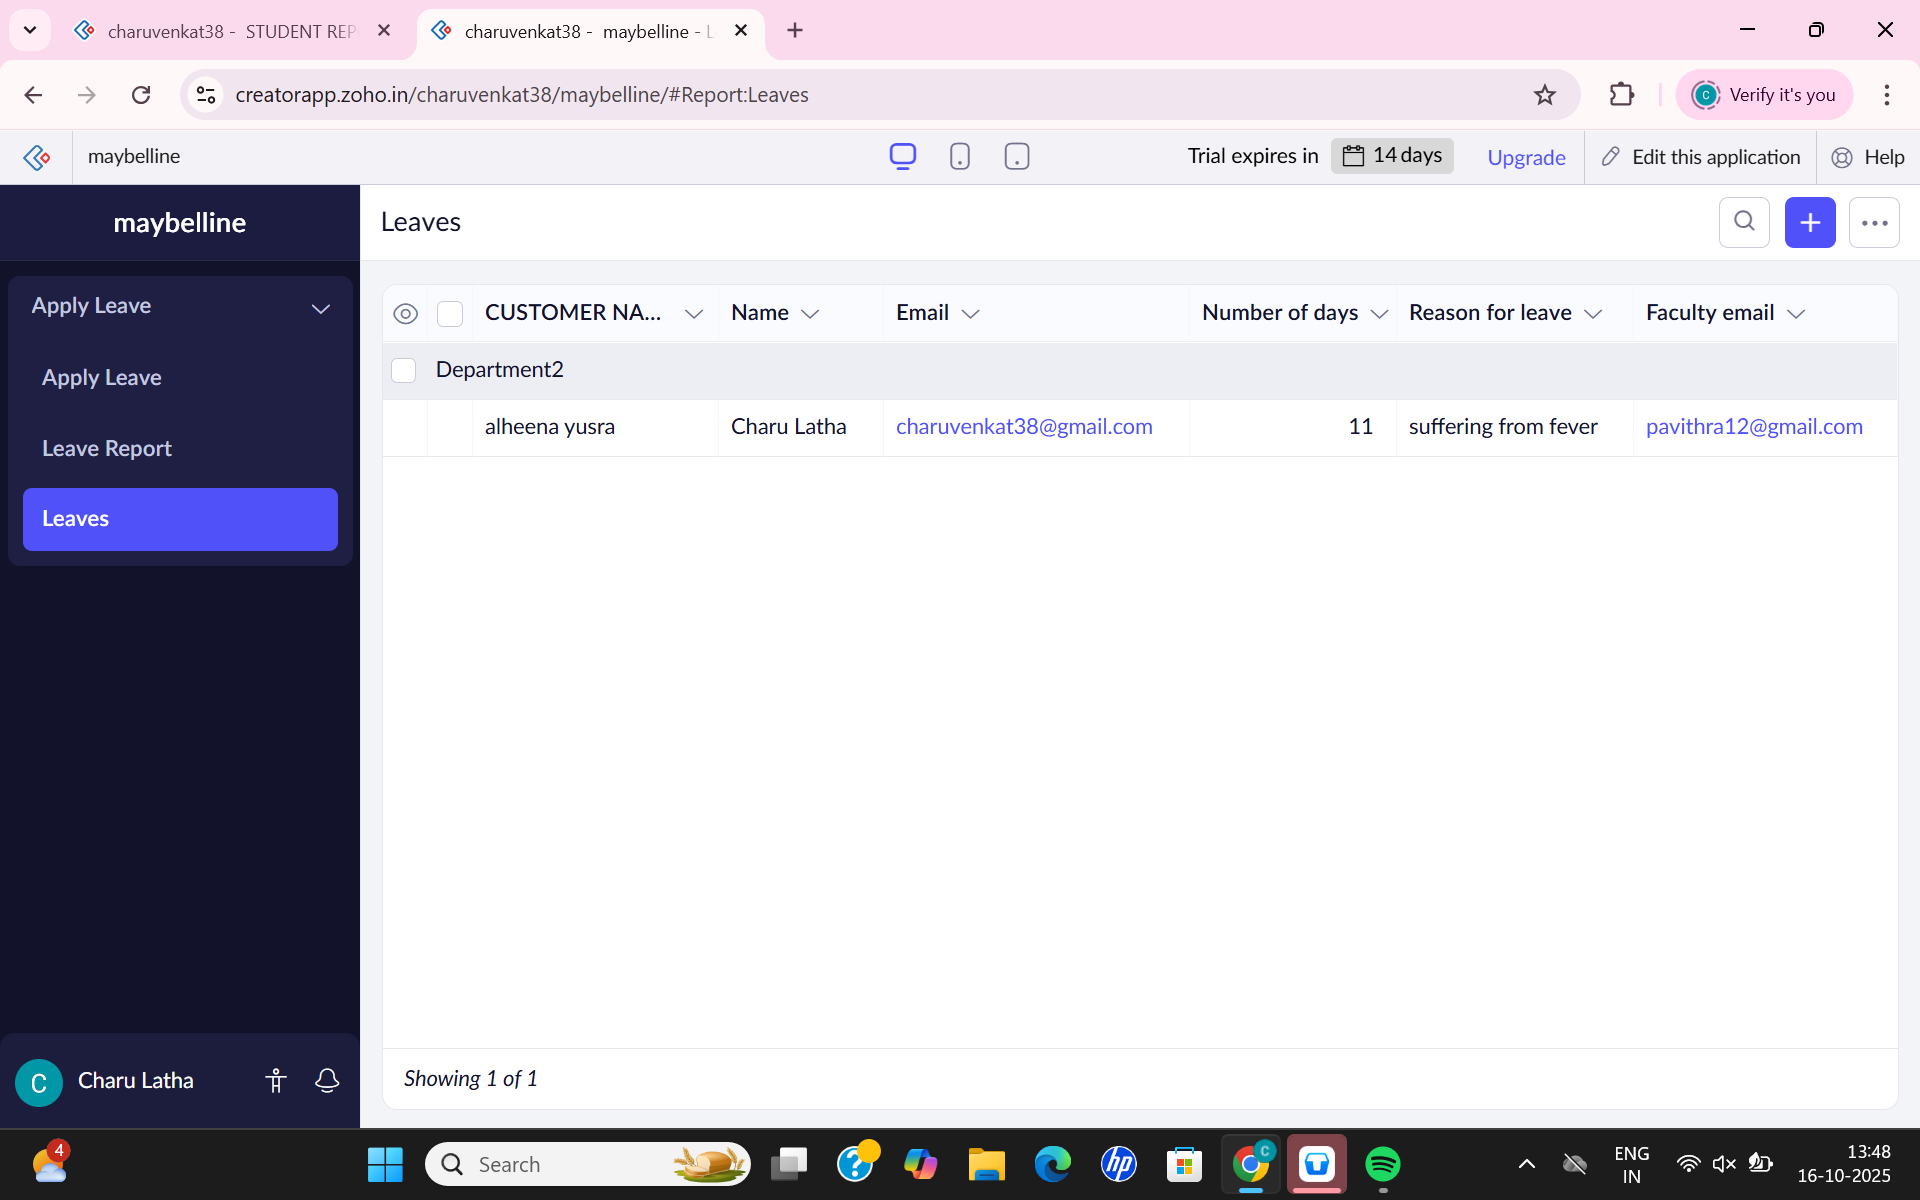 charuvenkat38 - STUDENT REP
charuvenkat38 - maybelline - L
creatorapp.zoho.in/charuvenkat38/maybelline/#Report:Leaves
C
Verify it's you
maybelline
Trial expires in
14 days
Upgrade
Edit this application
Help
maybelline
Leaves
Apply Leave
Apply Leave
Leave Report
Leaves
CUSTOMER NA... Name Email Number of days Reason for leave Faculty email
Department2
alheena yusra Charu Latha charuvenkat38@gmail.com 11 suffering from fever pavithra12@gmail.com
Showing 1 of 1
C
Charu Latha
4
Search
hp
C
ENG
IN
13:48
16-10-2025